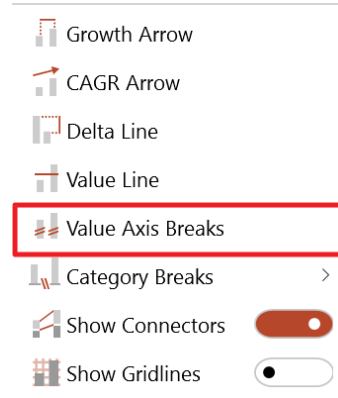 Growth Arrow
CAGR Arrow
Delta Line
Value Line
Value Axis Breaks
Category Breaks
Show Connectors
Show Gridlines